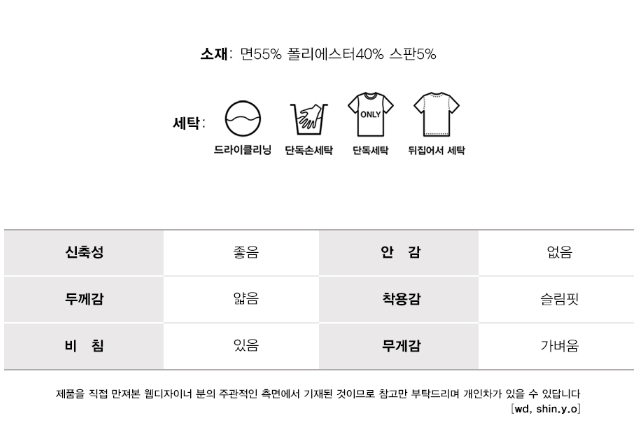 소재: 면55% 폴리에스터40% 스판5%
세탁:
ONLY
드라이클리닝 단독손세탁 단독세탁 뒤집어서 세탁
신축성 좋음 안 감 없음
두께감 얇음 착용감 슬림핏
비 침 있음 무게감 가벼움
제품을 직접 만져본 웹디자이너 분의 주관적인 측면에서 기재된 것이므로 참고만 부탁드리며 개인차가 있을 수 있답니다
[wd, shin.y.o]